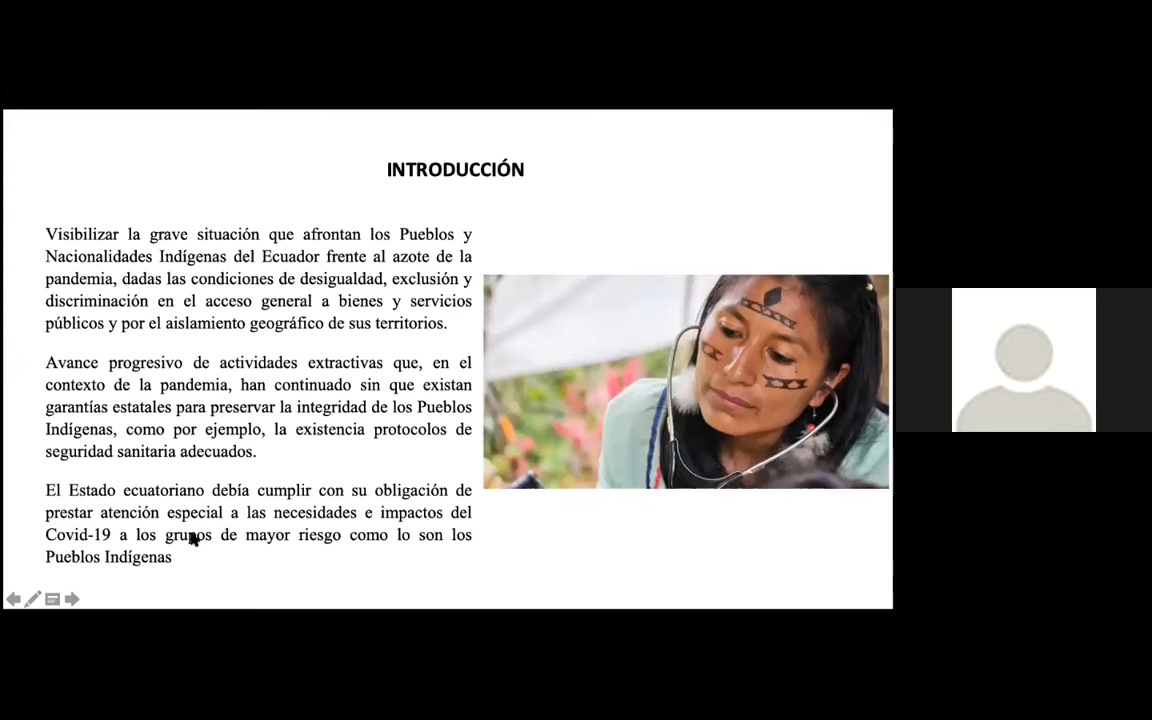 INTRODUCCIÓN
Visibilizar la grave situación que afrontan los Pueblos y
Nacionalidades Indígenas del Ecuador frente al azote de la
pandemia, dadas las condiciones de desigualdad, exclusión y
discriminación en el acceso general a bienes y servicios
públicos y por el aislamiento geográfico de sus territorios.
Avance progresivo de actividades extractivas que, en el
contexto de la pandemia, han continuado sin que existan
garantías estatales para preservar la integridad de los Pueblos
Indígenas, como por ejemplo, la existencia protocolos de
seguridad sanitaria adecuados.
El Estado ecuatoriano debía cumplir con su obligación de
prestar atención especial a las necesidades e impactos del
Covid-19 a los grupos de mayor riesgo como lo son los
Pueblos Indígenas